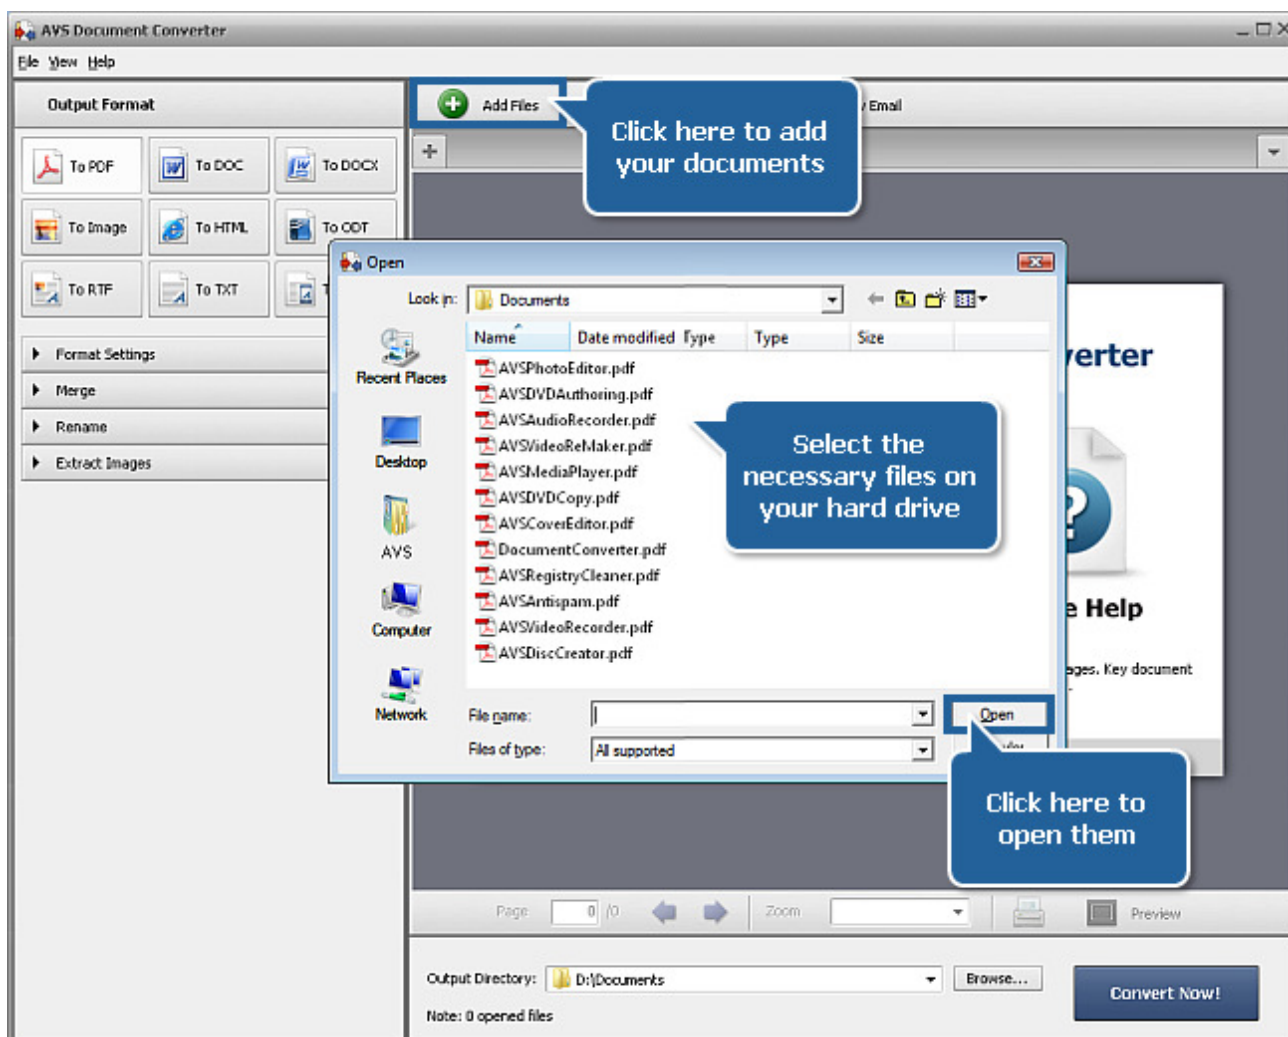 AVS Document Converter
File View Help
Output Format
To PDF
To DOC
To DOCX
To Image
To HTML
To ODT
To RTF
To TXT
Format Settings
Merge
Rename
Extract Images
Add Files
Email
Click here to add
your documents
Open
Look in:
Documents
Name
Date modified
Type
Type
Size
Recent Places
Desktop
AVS
Computer
Network
AVSPhotoEditor.pdf
AVSDVDAuthoring.pdf
AVSAudioRecorder.pdf
AVSVideoReMaker.pdf
AVSMediaPlayer.pdf
AVSDVDCopy.pdf
AVSCoverEditor.pdf
DocumentConverter.pdf
AVSRegistryCleaner.pdf
AVSAntispam.pdf
AVSVideoRecorder.pdf
AVSDiscCreator.pdf
Select the
necessary files on
your hard drive
File name:
Open
Files of type:
All supported
Click here to
open them
verter
?
e Help
ages. Key document
Page
0 /0
Zoom
Preview
Output Directory:
D:\Documents
Browse...
Convert Now!
Note: 0 opened files